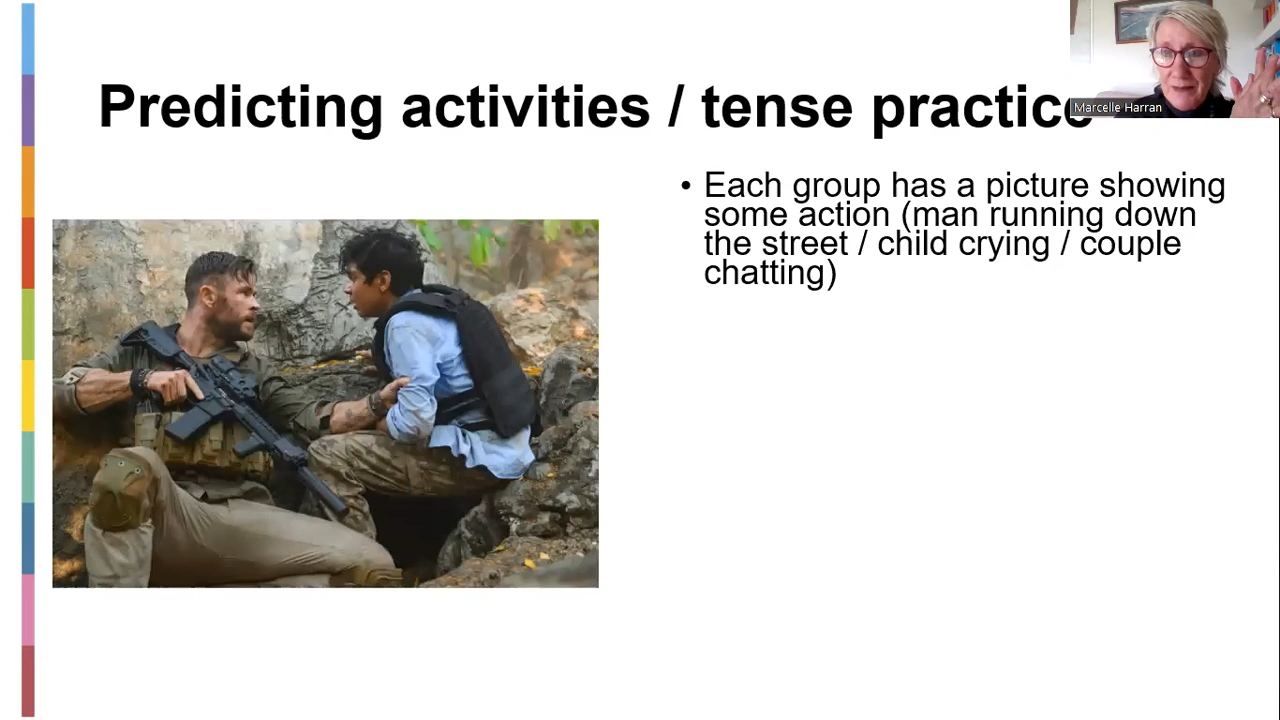 Predicting activities / tense practice
Marcelle Harran
• Each group has a picture showing
some action (man running down
the street / child crying / couple
chatting)